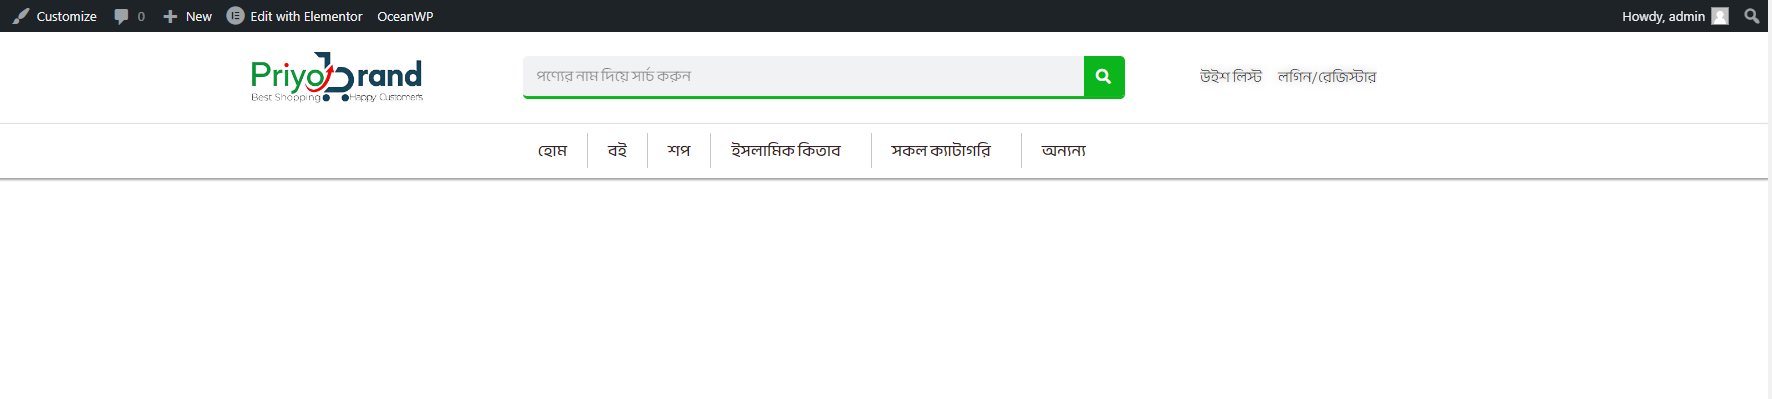 Customize 0 New Edit with Elementor OceanWP Howdy, admin
Priyobrand
Best Shopping Happy Customers
পণ্যের নাম দিয়ে সার্চ করুন
উইশ লিস্ট লগিন/রেজিস্টার
হোম বই শপ ইসলামিক কিতাব সকল ক্যাটাগরি অন্যন্য